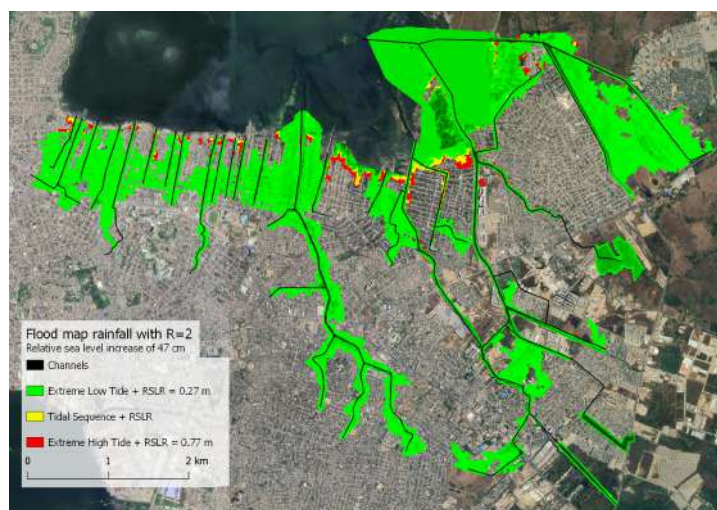 Flood map rainfall with R=2
Relative sea level increase of 47 cm
Channels
Extreme Low Tide + RSLR = 0.27 m
Tidal Sequence + RSLR
Extreme High Tide + RSLR = 0.77 m
0 1 2 km